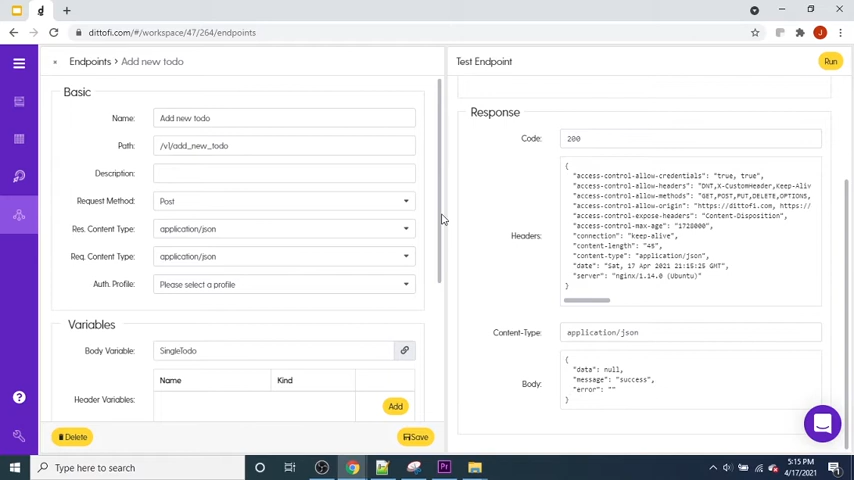 dittofi.com/#/workspace/47/264/endpoints
J
Endpoints > Add new todo
Basic
Name:
Add new todo
Path:
/v1/add_new_todo
Description:
Request Method:
Post
Res. Content Type:
application/json
Req. Content Type:
application/json
Auth. Profile:
Please select a profile
Variables
Body Variable:
SingleTodo
Header Variables:
Name
Kind
Add
Delete
Save
Test Endpoint
Run
Response
Code:
200
Headers:
{
"access-control-allow-credentials": "true, true",
"access-control-allow-headers": "DNT,X-CustomHeader,Keep-Aliv
"access-control-allow-methods": "GET,POST,PUT,DELETE,OPTIONS,
"access-control-allow-origin": "https://dittofi.com, https://
"access-control-expose-headers": "Content-Disposition",
"access-control-max-age": "1728000",
"connection": "keep-alive",
"content-length": "45",
"content-type": "application/json",
"date": "Sat, 17 Apr 2021 21:15:25 GMT",
"server": "nginx/1.14.0 (Ubuntu)"
}
Content-Type:
application/json
Body:
{
"data": null,
"message": "success",
"error": ""
}
Type here to search
5:15 PM
4/17/2021